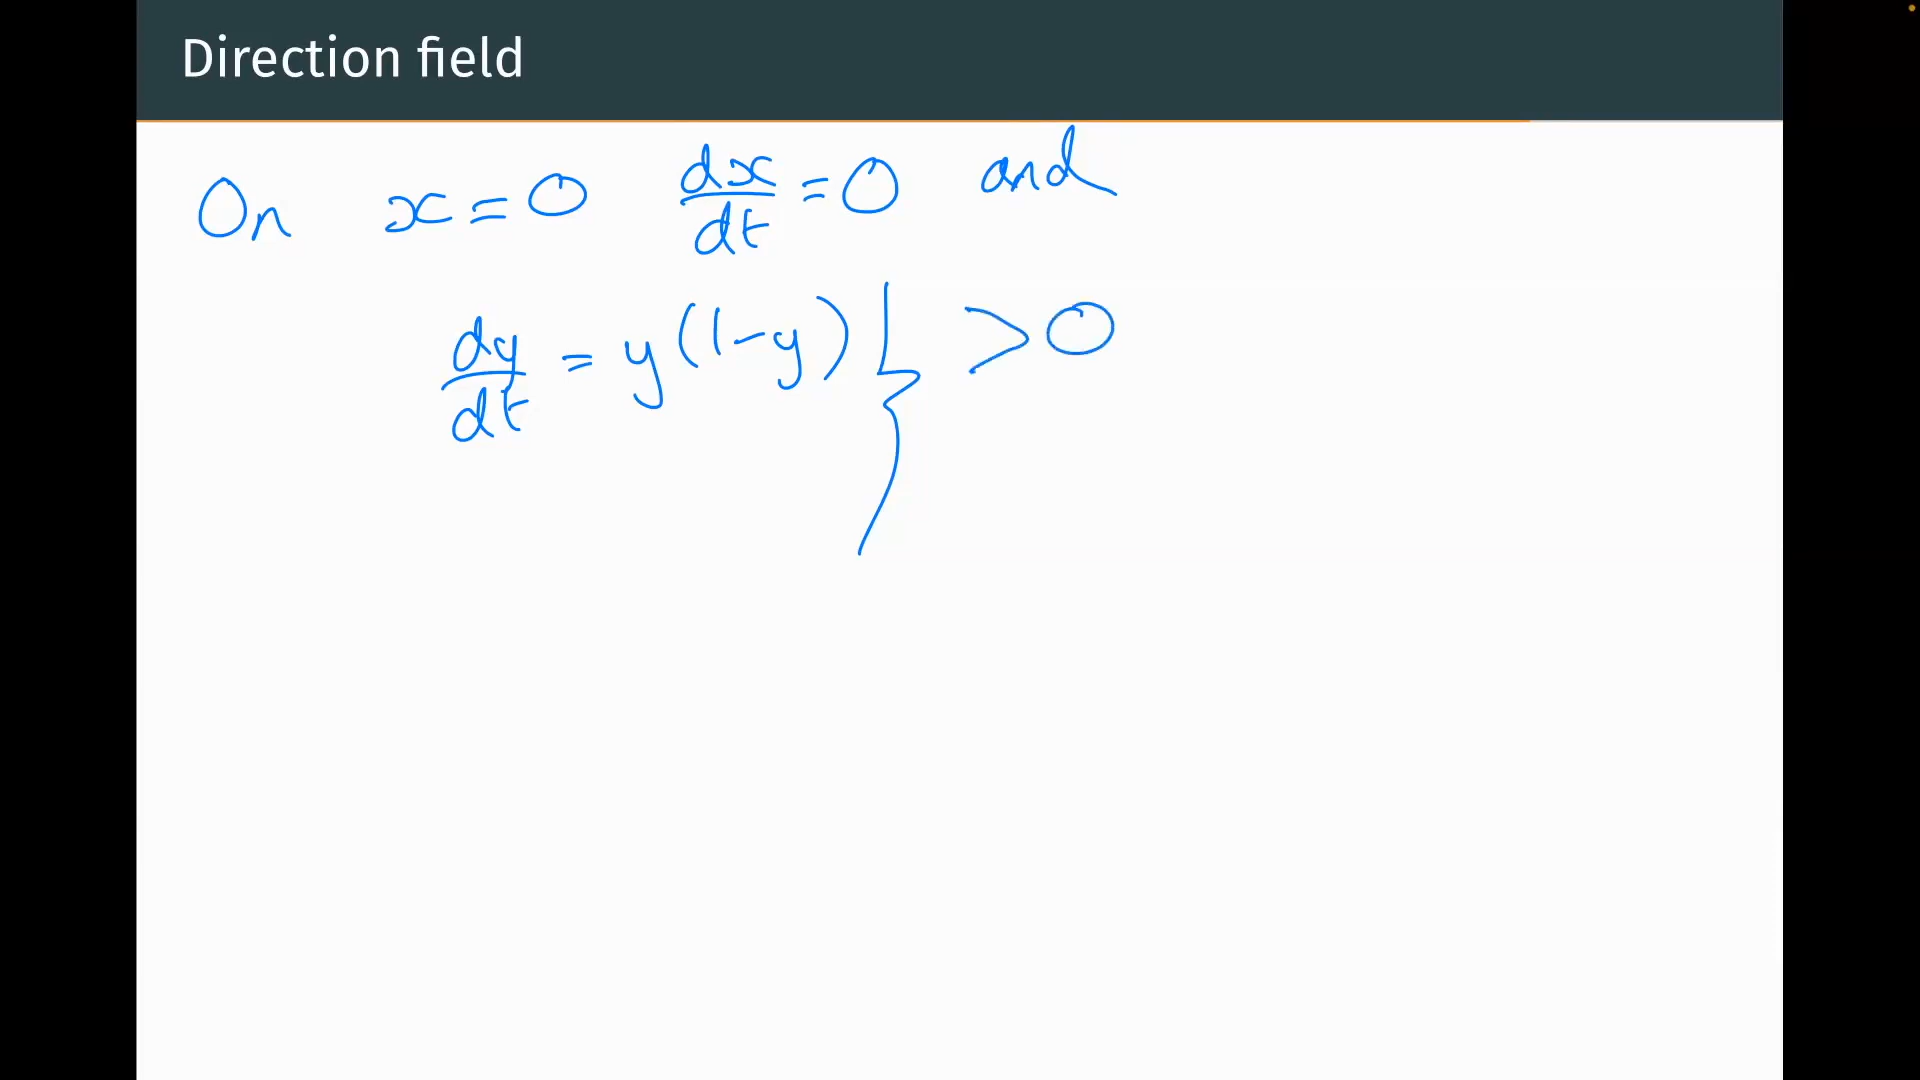 Direction field
On x = 0 dx/dt = 0 and
dy/dt = y(1-y) } > 0